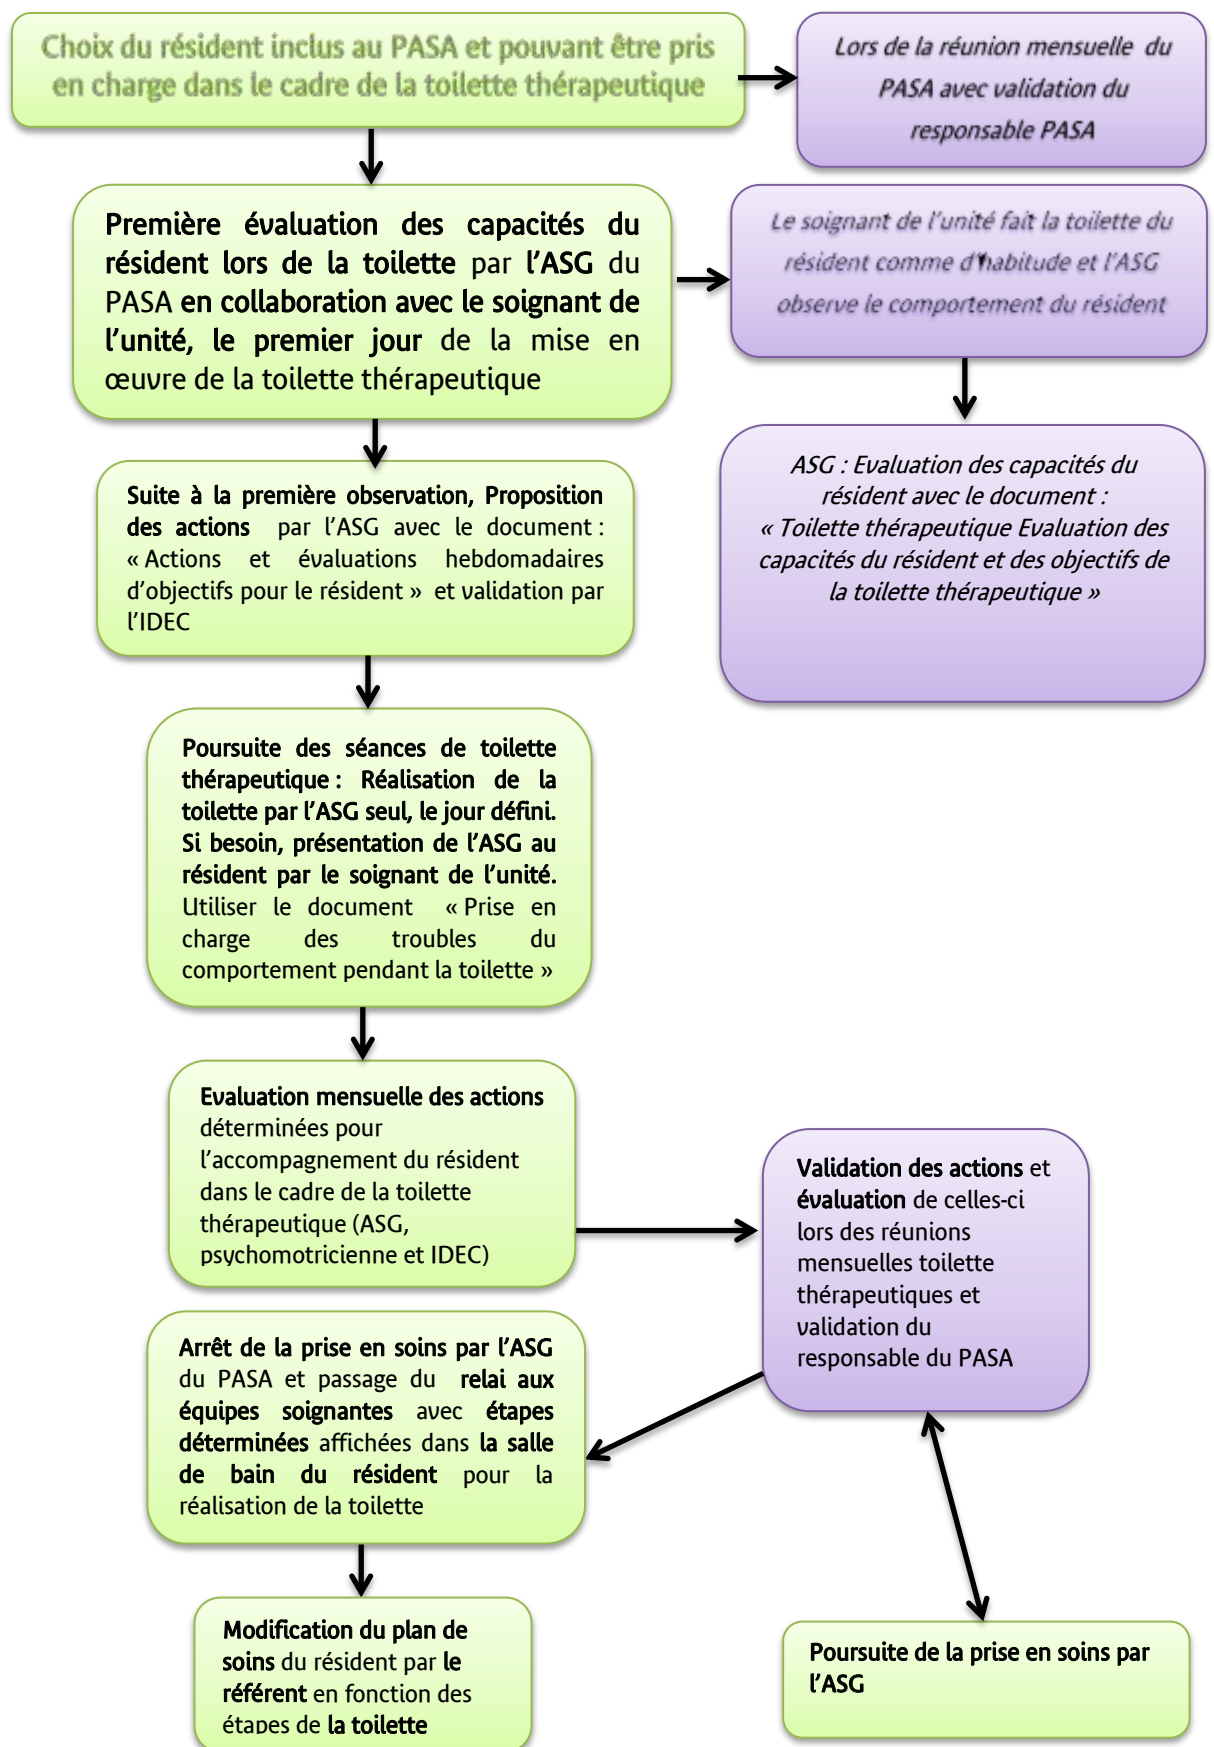 Choix du résident inclus au PASA et pouvant être pris
en charge dans le cadre de la toilette thérapeutique
Lors de la réunion mensuelle du
PASA avec validation du
responsable PASA
Première évaluation des capacités du
résident lors de la toilette par l’ASG du
PASA en collaboration avec le soignant de
l’unité, le premier jour de la mise en
œuvre de la toilette thérapeutique
Le soignant de l’unité fait la toilette du
résident comme d’habitude et l’ASG
observe le comportement du résident
ASG : Evaluation des capacités du
résident avec le document :
« Toilette thérapeutique Evaluation des
capacités du résident et des objectifs de
la toilette thérapeutique »
Suite à la première observation, Proposition
des actions par l’ASG avec le document :
« Actions et évaluations hebdomadaires
d’objectifs pour le résident » et validation par
l’IDEC
Poursuite des séances de toilette
thérapeutique : Réalisation de la
toilette par l’ASG seul, le jour défini.
Si besoin, présentation de l’ASG au
résident par le soignant de l’unité.
Utiliser le document « Prise en
charge des troubles du
comportement pendant la toilette »
Evaluation mensuelle des actions
déterminées pour
l’accompagnement du résident
dans le cadre de la toilette
thérapeutique (ASG,
psychomotricienne et IDEC)
Validation des actions et
évaluation de celles-ci
lors des réunions
mensuelles toilette
thérapeutiques et
validation du
responsable du PASA
Arrêt de la prise en soins par l’ASG
du PASA et passage du relai aux
équipes soignantes avec étapes
déterminées affichées dans la salle
de bain du résident pour la
réalisation de la toilette
Modification du plan de
soins du résident par le
référent en fonction des
étapes de la toilette
Poursuite de la prise en soins par
l’ASG